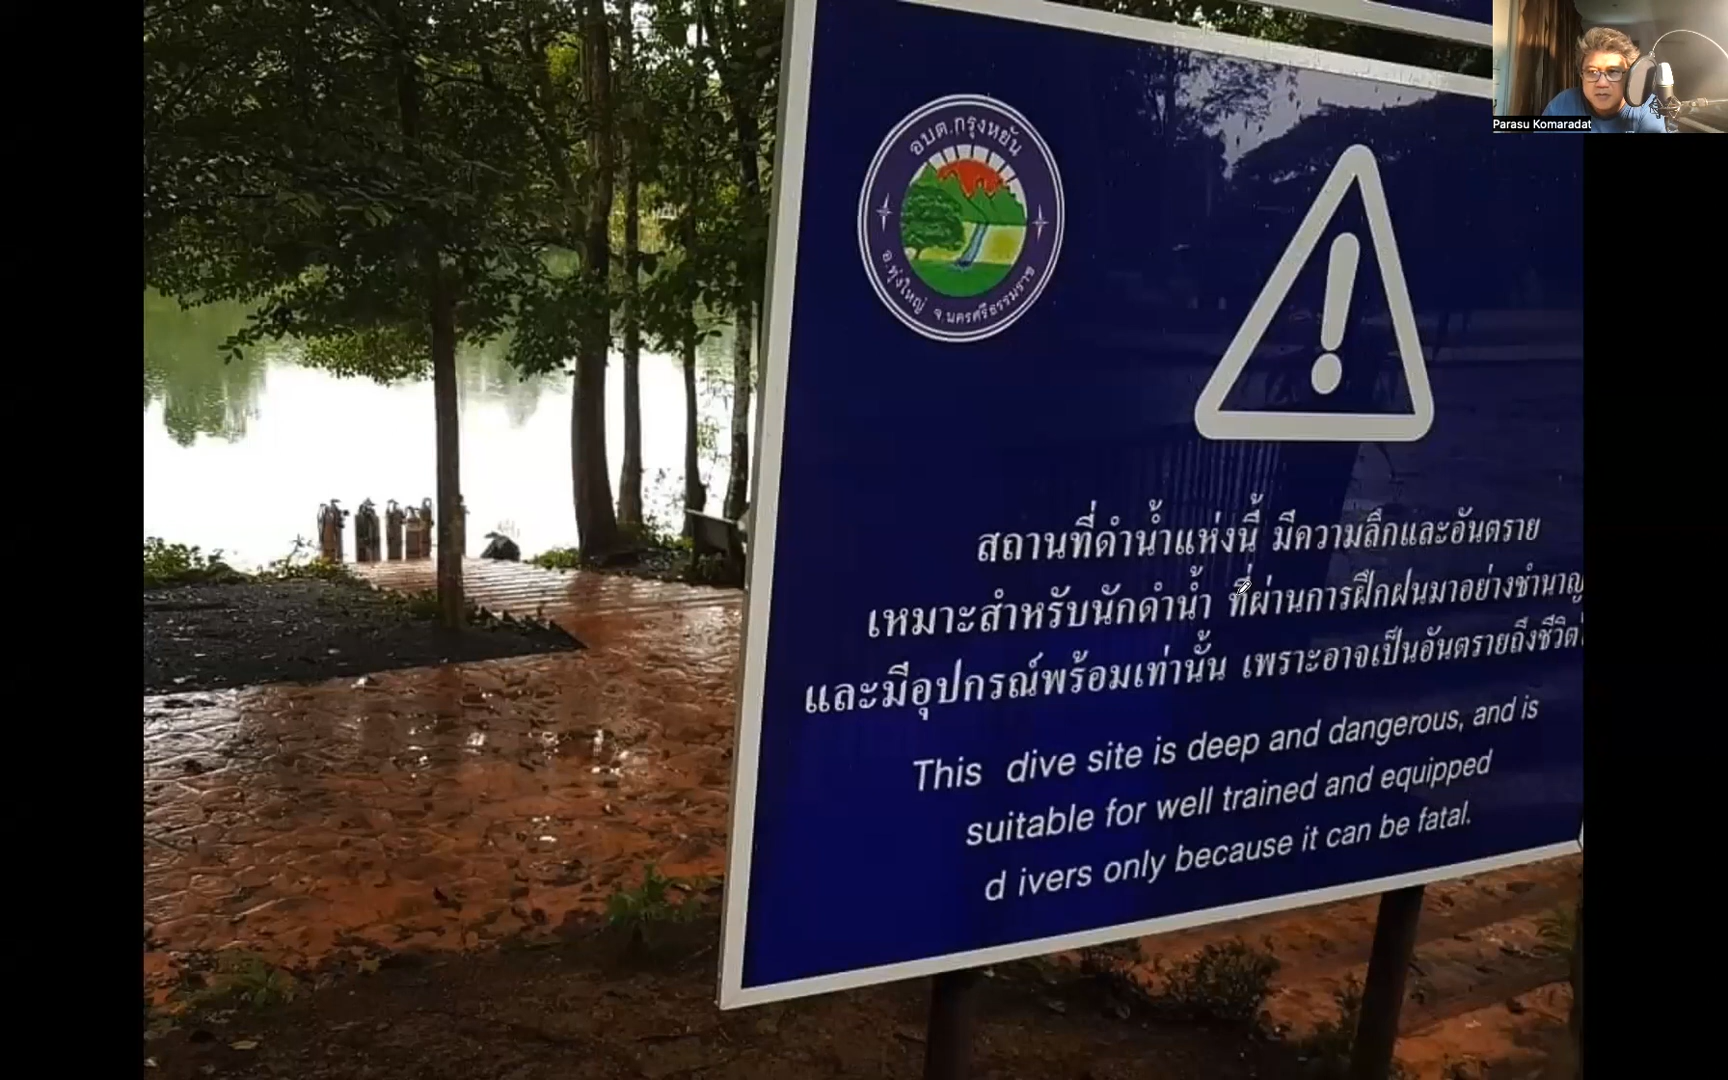 Parasu Komaradat
อบต.กรุงหยัน
อ.ทุ่งใหญ่ จ.นครศรีธรรมราช
สถานที่ดำน้ำแห่งนี้ มีความลึกและอันตราย
เหมาะสำหรับนักดำน้ำ ที่ผ่านการฝึกฝนมาอย่างชำนาญ
และมีอุปกรณ์พร้อมเท่านั้น เพราะอาจเป็นอันตรายถึงชีวิต
This dive site is deep and dangerous, and is
suitable for well trained and equipped
d ivers only because it can be fatal.